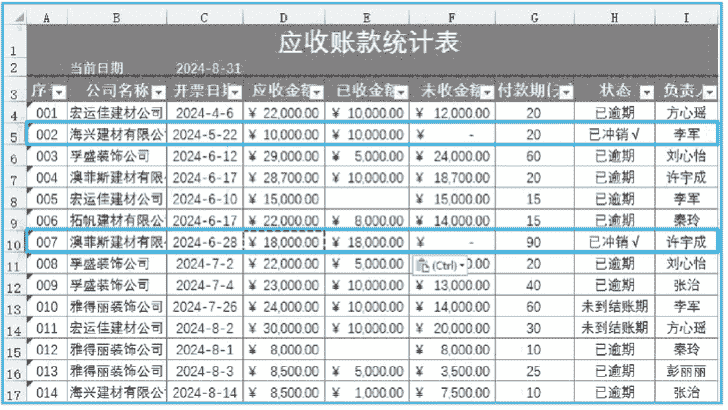 A B C D E F G H I
1 应收账款统计表
2 当前日期 2024-8-31
3 序 公司名称 开票日期 应收金额 已收金额 未收金额 付款期(天 状态 负责人
4 001 宏运佳建材公司 2024-4-6 ¥ 22,000.00 ¥ 10,000.00 ¥ 12,000.00 20 已逾期 方心瑶
5 002 海兴建材有限公 2024-5-22 ¥ 10,000.00 ¥ 10,000.00 ¥ - 20 已冲销√ 李军
6 003 孚盛装饰公司 2024-6-12 ¥ 29,000.00 ¥ 5,000.00 ¥ 24,000.00 60 已逾期 刘心怡
7 004 澳菲斯建材有限 2024-6-17 ¥ 28,700.00 ¥ 10,000.00 ¥ 18,700.00 20 已逾期 许宇成
8 005 宏运佳建材公司 2024-6-10 ¥ 15,000.00 ¥ 15,000.00 15 已逾期 李军
9 006 拓帆建材有限公 2024-6-17 ¥ 22,000.00 ¥ 8,000.00 ¥ 14,000.00 15 已逾期 秦玲
10 007 澳菲斯建材有限 2024-6-28 ¥ 18,000.00 ¥ 18,000.00 ¥ - 90 已冲销√ 许宇成
11 008 孚盛装饰公司 2024-7-2 ¥ 22,000.00 ¥ 5,000.00 (Ctrl) 0.00 20 已逾期 刘心怡
12 009 孚盛装饰公司 2024-7-4 ¥ 23,000.00 ¥ 10,000.00 ¥ 13,000.00 40 已逾期 张治
13 010 雅得丽装饰公司 2024-7-26 ¥ 24,000.00 ¥ 10,000.00 ¥ 14,000.00 60 未到结账期 李军
14 011 宏运佳建材公司 2024-8-2 ¥ 30,000.00 ¥ 10,000.00 ¥ 20,000.00 30 未到结账期 方心瑶
15 012 雅得丽装饰公司 2024-8-1 ¥ 8,000.00 ¥ 8,000.00 10 已逾期 秦玲
16 013 雅得丽装饰公司 2024-8-3 ¥ 8,500.00 ¥ 5,000.00 ¥ 3,500.00 25 已逾期 彭丽丽
17 014 海兴建材有限公 2024-8-14 ¥ 8,500.00 ¥ 1,000.00 ¥ 7,500.00 10 已逾期 张治